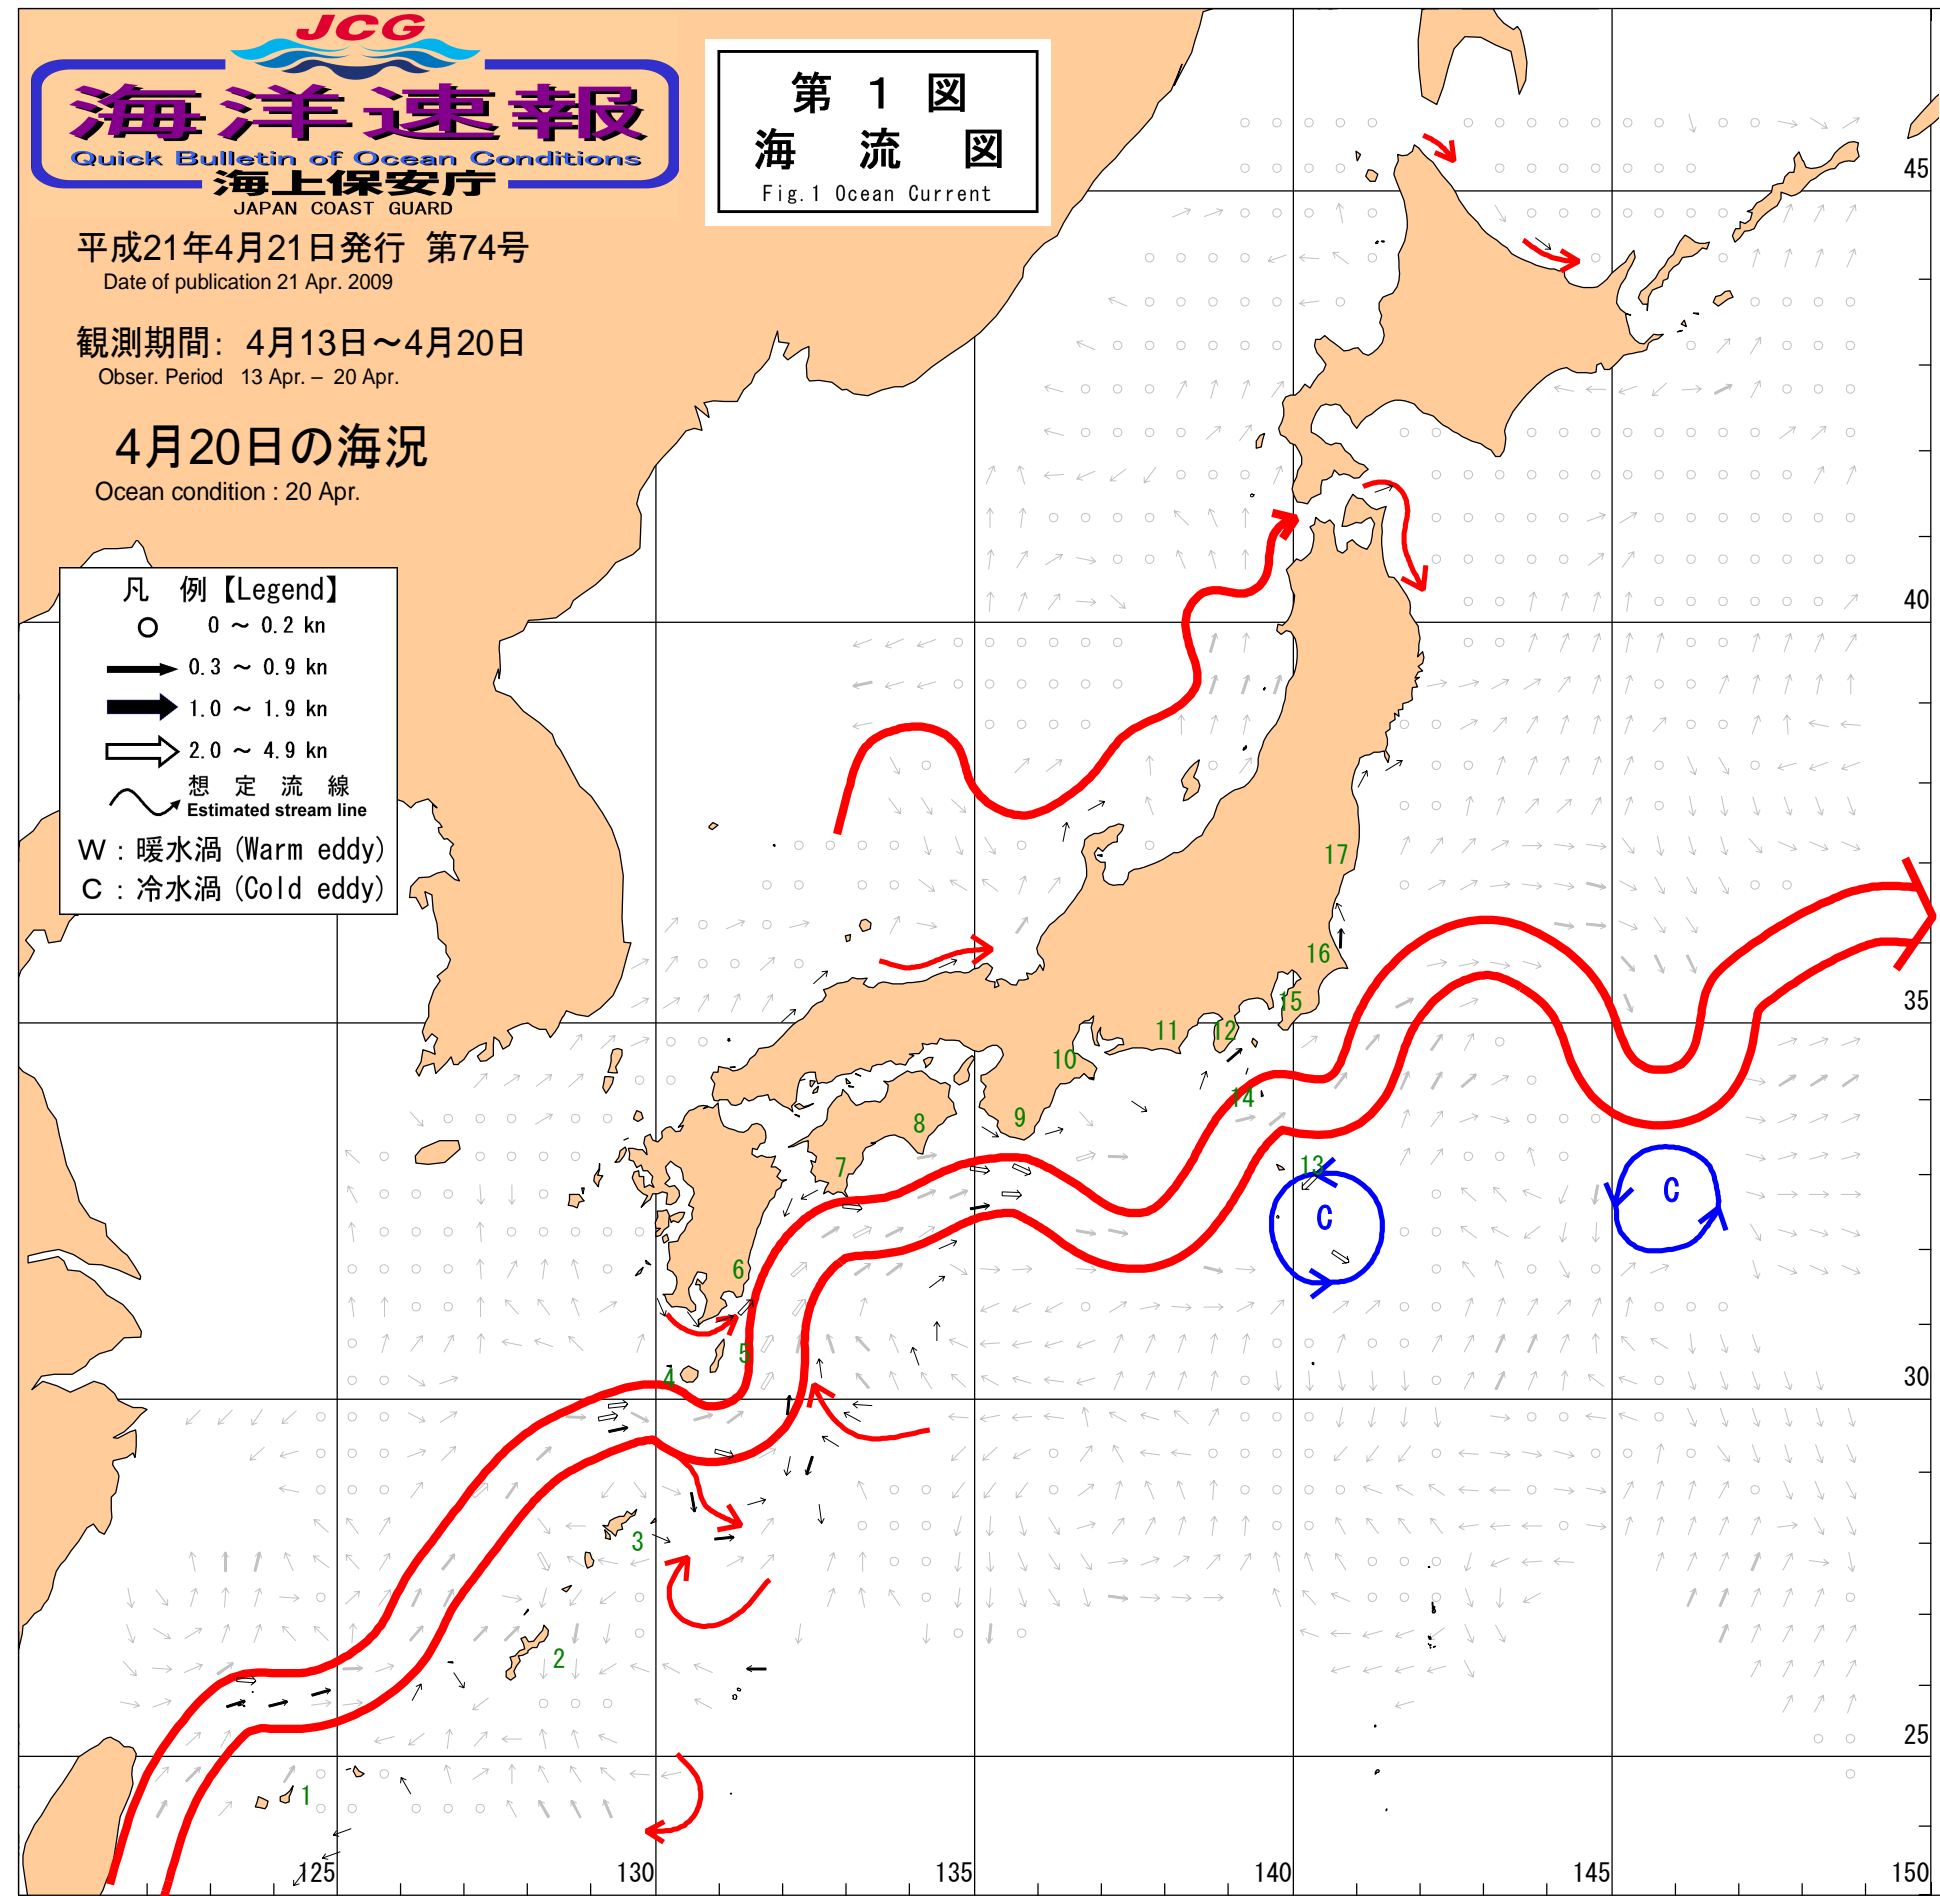 JCG
海洋速報
Quick Bulletin of Ocean Conditions
海上保安庁
JAPAN COAST GUARD
平成21年4月21日発行 第74号
Date of publication 21 Apr. 2009
観測期間: 4月13日～4月20日
Obser. Period 13 Apr. – 20 Apr.
4月20日の海況
Ocean condition : 20 Apr.
第 1 図
海 流 図
Fig.1 Ocean Current
凡 例【Legend】
0 ～ 0.2 kn
0.3 ～ 0.9 kn
1.0 ～ 1.9 kn
2.0 ～ 4.9 kn
想 定 流 線
Estimated stream line
W : 暖水渦 (Warm eddy)
C : 冷水渦 (Cold eddy)
45
40
17
16
35
15
12
11
10
14
9
8
7
13
C
C
6
5
4
30
3
2
25
1
125
130
135
140
145
150